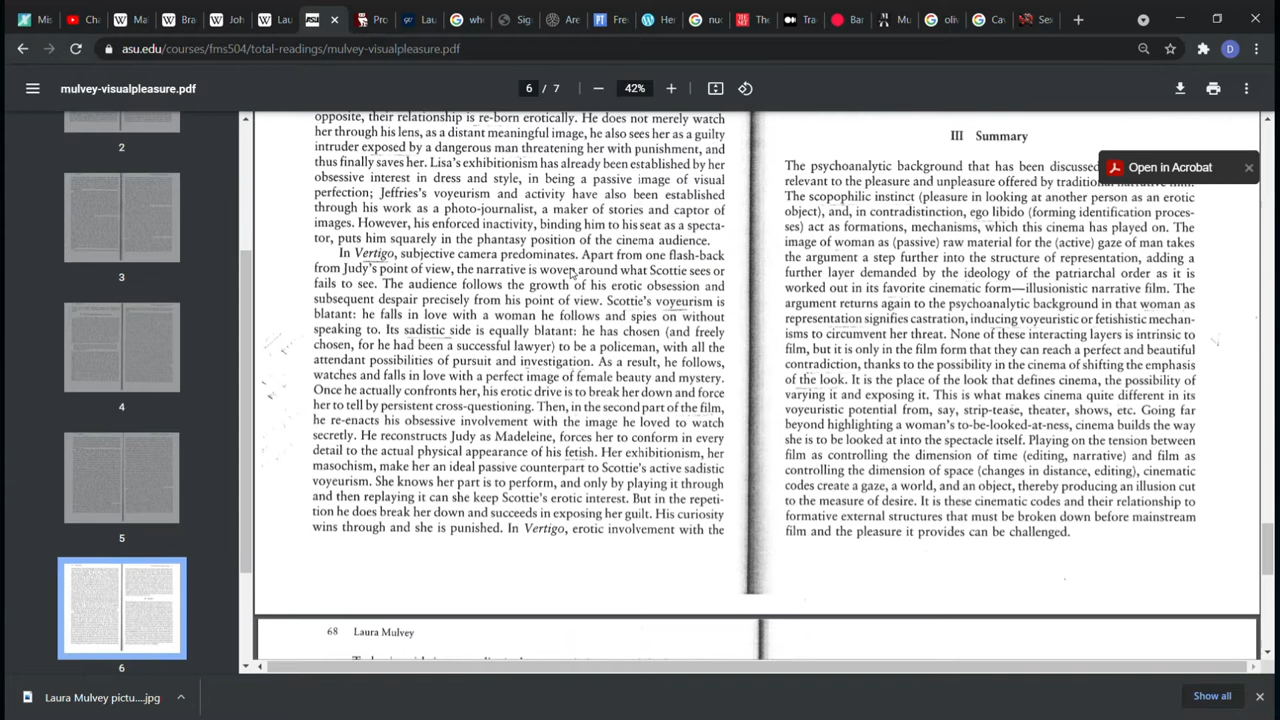 Mis
Cha
Ma
Bra
Joh
Lau
ASU
Pro
Lau
who
Sig
Are
Fre
Her
nuc
The
Tra
Bar
Mu
oliv
Cav
Sex
asu.edu/courses/fms504/total-readings/mulvey-visualpleasure.pdf
D
mulvey-visualpleasure.pdf
6 / 7
42%
Open in Acrobat
2
3
4
5
6
opposite, their relationship is re-born erotically. He does not merely watch
her through his lens, as a distant meaningful image, he also sees her as a guilty
intruder exposed by a dangerous man threatening her with punishment, and
thus finally saves her. Lisa's exhibitionism has already been established by her
obsessive interest in dress and style, in being a passive image of visual
perfection; Jeffries's voyeurism and activity have also been established
through his work as a photo-journalist, a maker of stories and captor of
images. However, his enforced inactivity, binding him to his seat as a specta-
tor, puts him squarely in the phantasy position of the cinema audience.
In Vertigo, subjective camera predominates. Apart from one flash-back
from Judy's point of view, the narrative is woven around what Scottie sees or
fails to see. The audience follows the growth of his erotic obsession and
subsequent despair precisely from his point of view. Scottie's voyeurism is
blatant: he falls in love with a woman he follows and spies on without
speaking to. Its sadistic side is equally blatant: he has chosen (and freely
chosen, for he had been a successful lawyer) to be a policeman, with all the
attendant possibilities of pursuit and investigation. As a result, he follows,
watches and falls in love with a perfect image of female beauty and mystery.
Once he actually confronts her, his erotic drive is to break her down and force
her to tell by persistent cross-questioning. Then, in the second part of the film,
he re-enacts his obsessive involvement with the image he loved to watch
secretly. He reconstructs Judy as Madeleine, forces her to conform in every
detail to the actual physical appearance of his fetish. Her exhibitionism, her
masochism, make her an ideal passive counterpart to Scottie's active sadistic
voyeurism. She knows her part is to perform, and only by playing it through
and then replaying it can she keep Scottie's erotic interest. But in the repeti-
tion he does break her down and succeeds in exposing her guilt. His curiosity
wins through and she is punished. In Vertigo, erotic involvement with the
III Summary
The psychoanalytic background that has been discussed
relevant to the pleasure and unpleasure offered by traditional narrative film.
The scopophilic instinct (pleasure in looking at another person as an erotic
object), and, in contradistinction, ego libido (forming identification proces-
ses) act as formations, mechanisms, which this cinema has played on. The
image of woman as (passive) raw material for the (active) gaze of man takes
the argument a step further into the structure of representation, adding a
further layer demanded by the ideology of the patriarchal order as it is
worked out in its favorite cinematic form—illusionistic narrative film. The
argument returns again to the psychoanalytic background in that woman as
representation signifies castration, inducing voyeuristic or fetishistic mechan-
isms to circumvent her threat. None of these interacting layers is intrinsic to
film, but it is only in the film form that they can reach a perfect and beautiful
contradiction, thanks to the possibility in the cinema of shifting the emphasis
of the look. It is the place of the look that defines cinema, the possibility of
varying it and exposing it. This is what makes cinema quite different in its
voyeuristic potential from, say, strip-tease, theater, shows, etc. Going far
beyond highlighting a woman's to-be-looked-at-ness, cinema builds the way
she is to be looked at into the spectacle itself. Playing on the tension between
film as controlling the dimension of time (editing, narrative) and film as
controlling the dimension of space (changes in distance, editing), cinematic
codes create a gaze, a world, and an object, thereby producing an illusion cut
to the measure of desire. It is these cinematic codes and their relationship to
formative external structures that must be broken down before mainstream
film and the pleasure it provides can be challenged.
68 Laura Mulvey
Laura Mulvey pictu....jpg
Show all